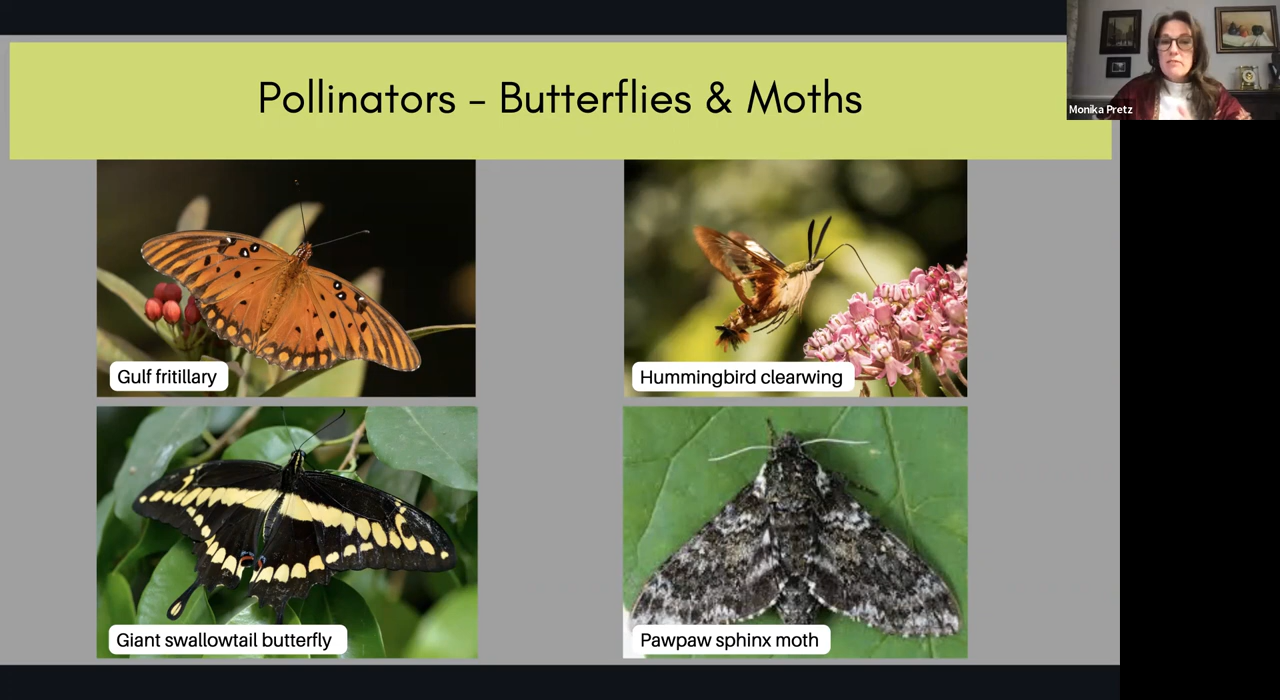 Pollinators – Butterflies & Moths
Monika Pretz
Gulf fritillary
Hummingbird clearwing
Giant swallowtail butterfly
Pawpaw sphinx moth